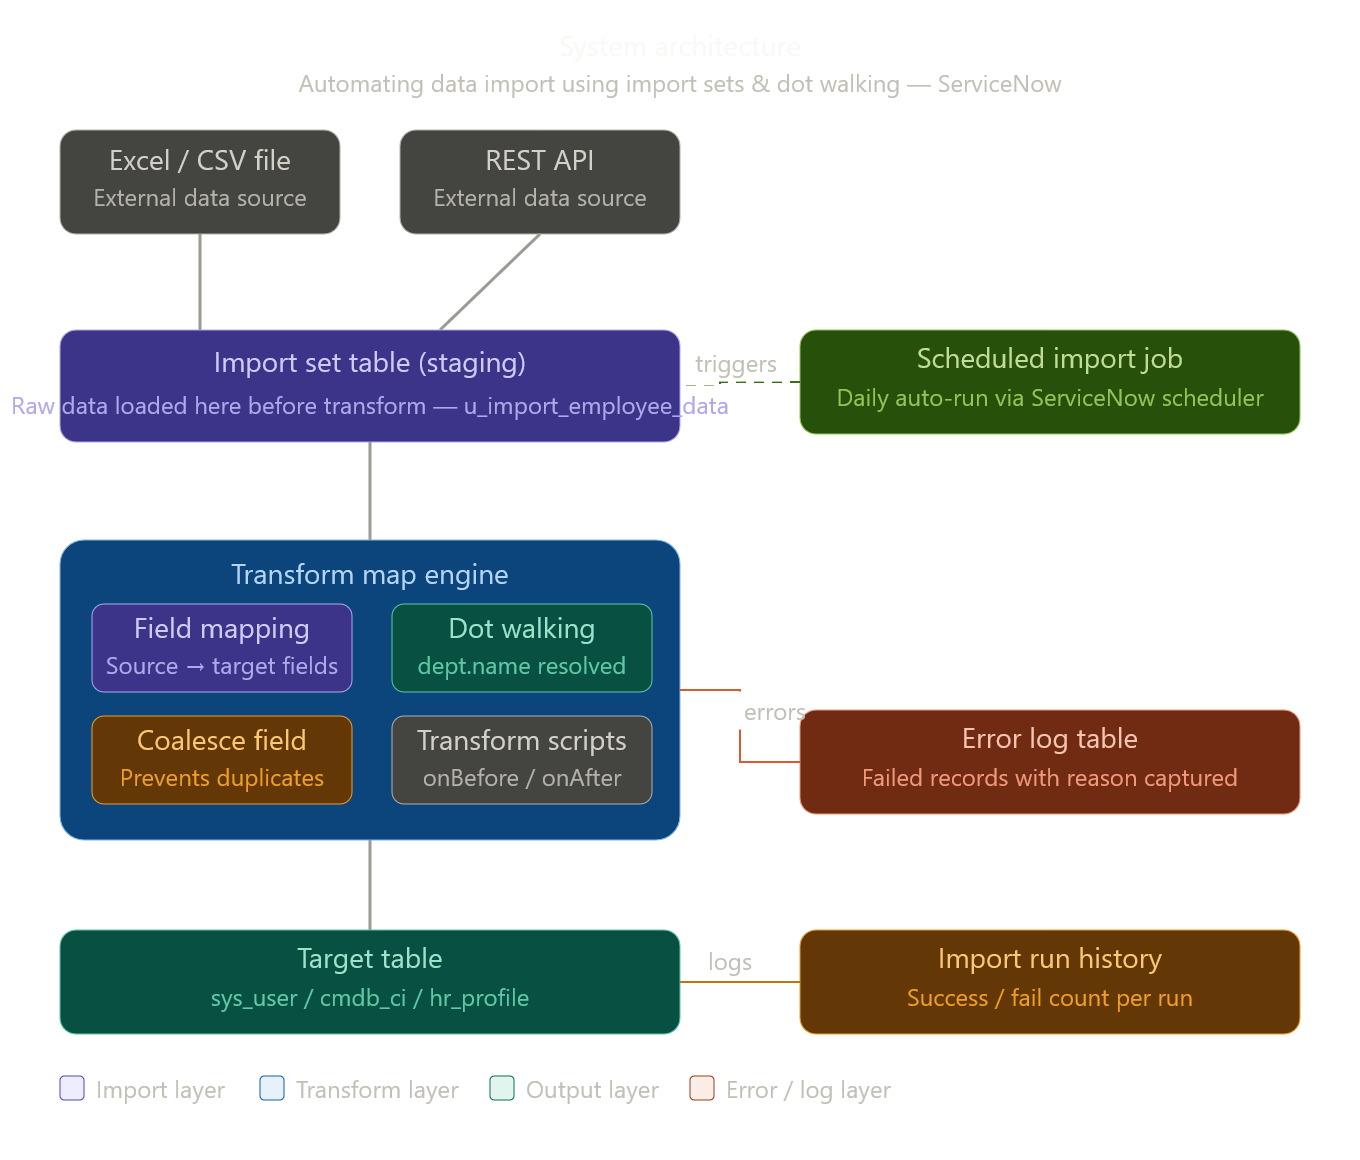 System architecture
Automating data import using import sets & dot walking — ServiceNow
Excel / CSV file
External data source
REST API
External data source
Import set table (staging)
Raw data loaded here before transform — u_import_employee_data
triggers
Scheduled import job
Daily auto-run via ServiceNow scheduler
Transform map engine
Field mapping
Source → target fields
Dot walking
dept.name resolved
Coalesce field
Prevents duplicates
Transform scripts
onBefore / onAfter
errors
Error log table
Failed records with reason captured
Target table
sys_user / cmdb_ci / hr_profile
logs
Import run history
Success / fail count per run
Import layer
Transform layer
Output layer
Error / log layer